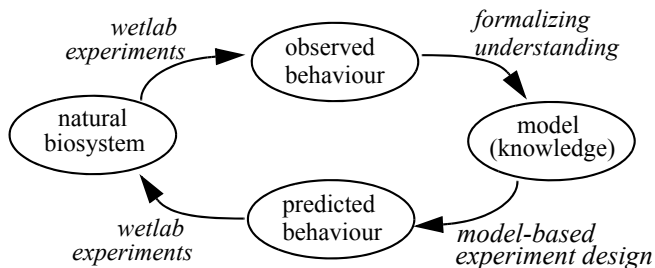 wetlab
experiments
observed
behaviour
formalizing
understanding
natural
biosystem
model
(knowledge)
wetlab
experiments
predicted
behaviour
model-based
experiment design